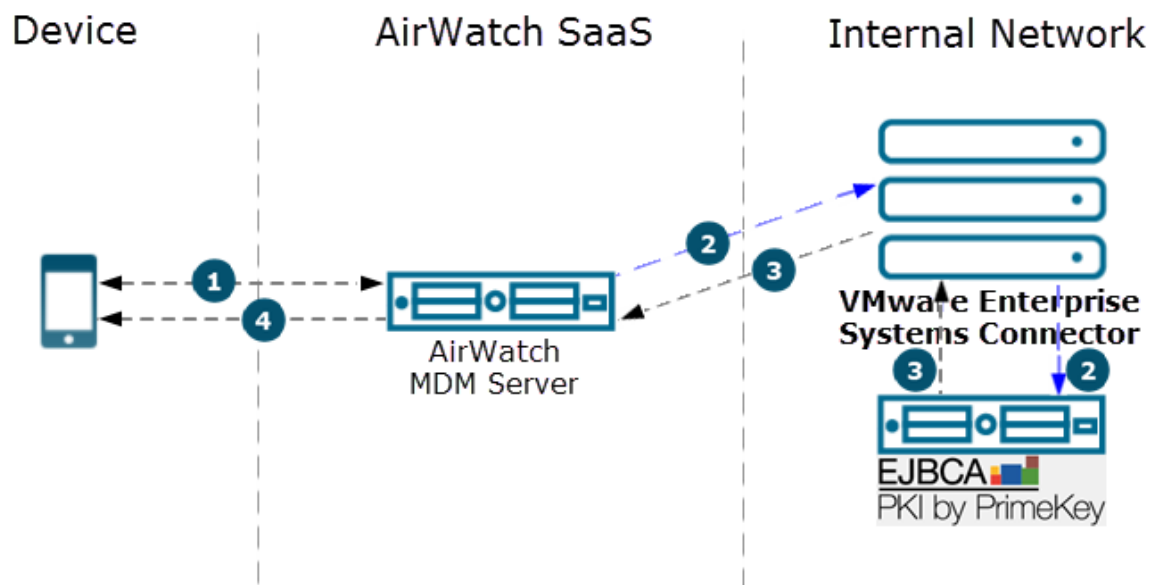 Device
AirWatch SaaS
Internal Network
1
2
3
4
AirWatch
MDM Server
VMware Enterprise
Systems Connector
3
2
EJBCA
PKI by PrimeKey